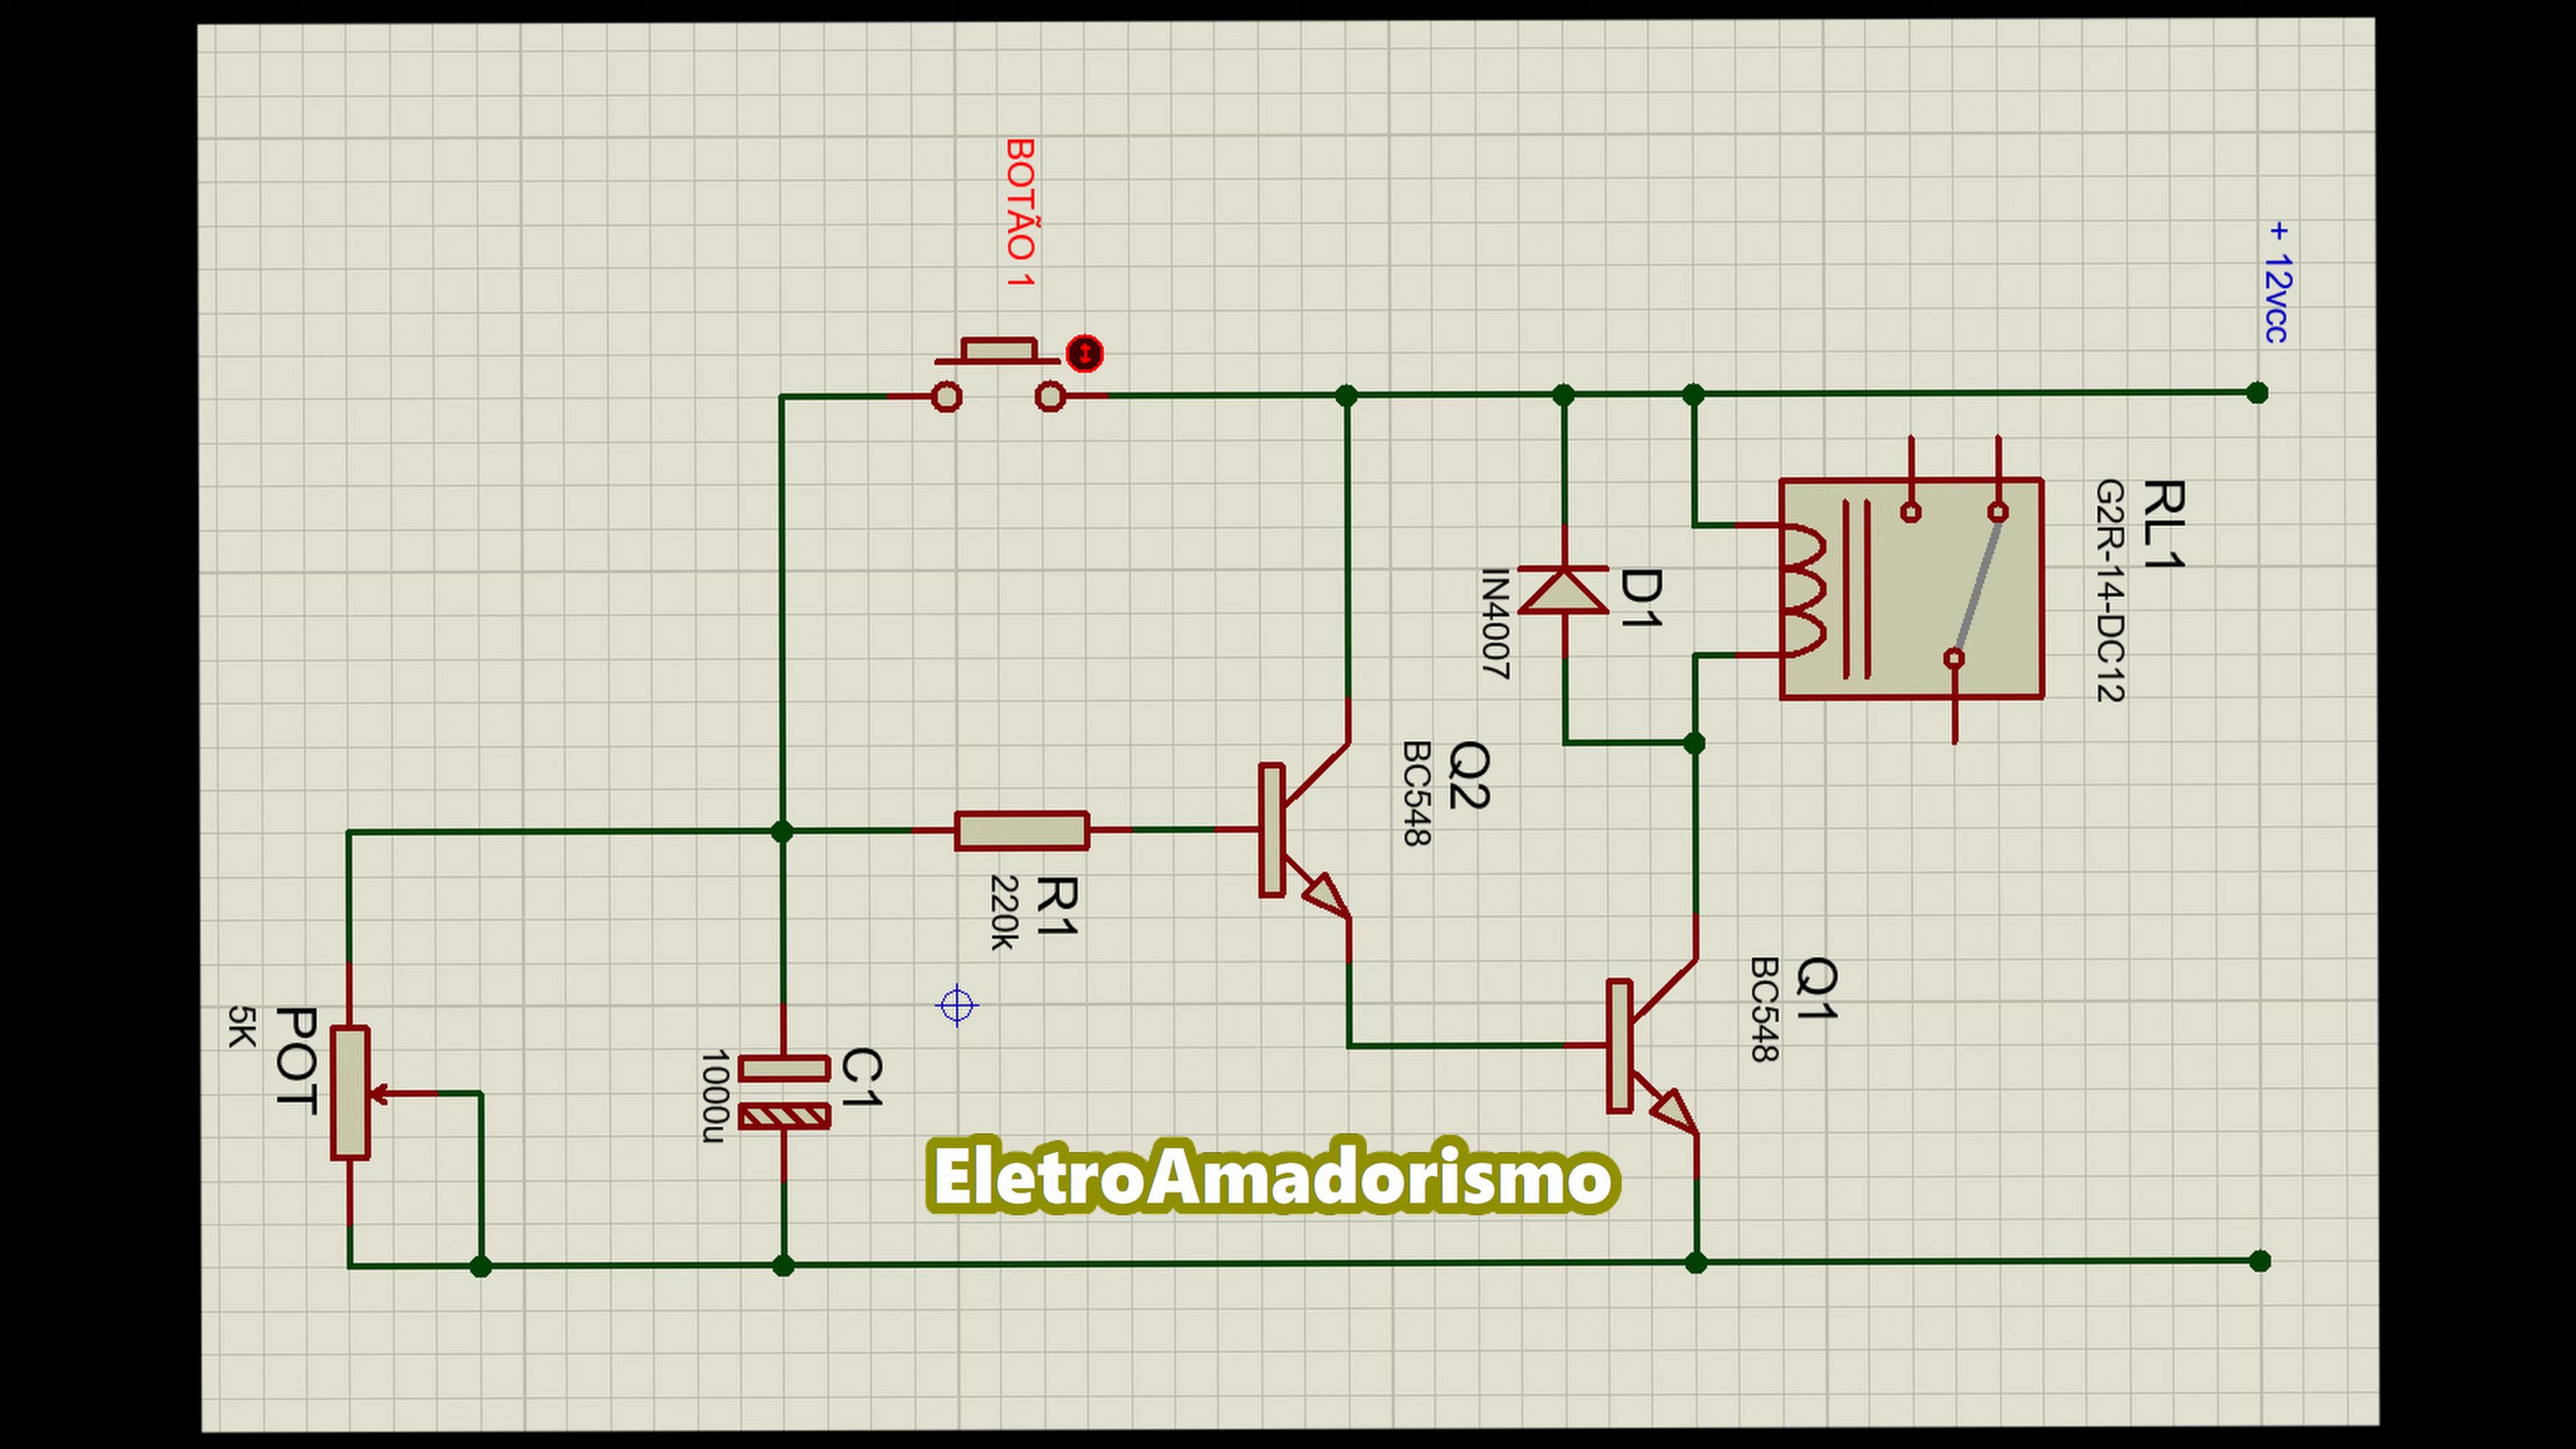 BOTÃO 1
+ 12vcc
RL1
G2R-14-DC12
D1
IN4007
Q2
BC548
R1
220k
Q1
BC548
C1
1000u
POT
5K
EletroAmadorismo